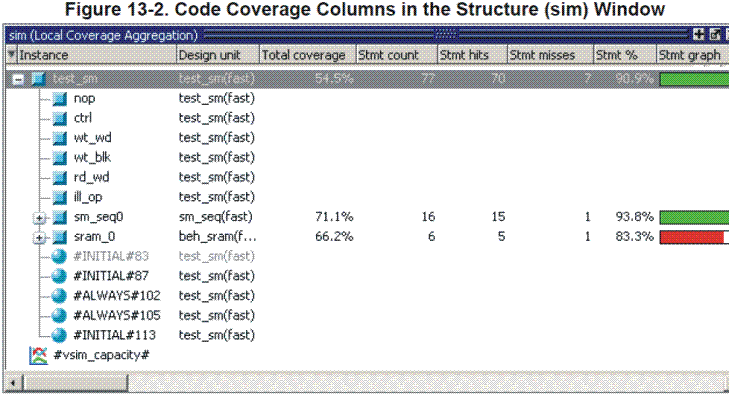 Figure 13-2. Code Coverage Columns in the Structure (sim) Window
sim (Local Coverage Aggregation)
Instance Design unit Total coverage Stmt count Stmt hits Stmt misses Stmt % Stmt graph
test_sm test_sm(fast) 54.5% 77 70 7 90.9%
nop test_sm(fast)
ctrl test_sm(fast)
wt_wd test_sm(fast)
wt_blk test_sm(fast)
rd_wd test_sm(fast)
ill_op test_sm(fast)
sm_seq0 sm_seq(fast) 71.1% 16 15 1 93.8%
sram_0 beh_sram(f... 66.2% 6 5 1 83.3%
#INITIAL#83 test_sm(fast)
#INITIAL#87 test_sm(fast)
#ALWAYS#102 test_sm(fast)
#ALWAYS#105 test_sm(fast)
#INITIAL#113 test_sm(fast)
#vsim_capacity#